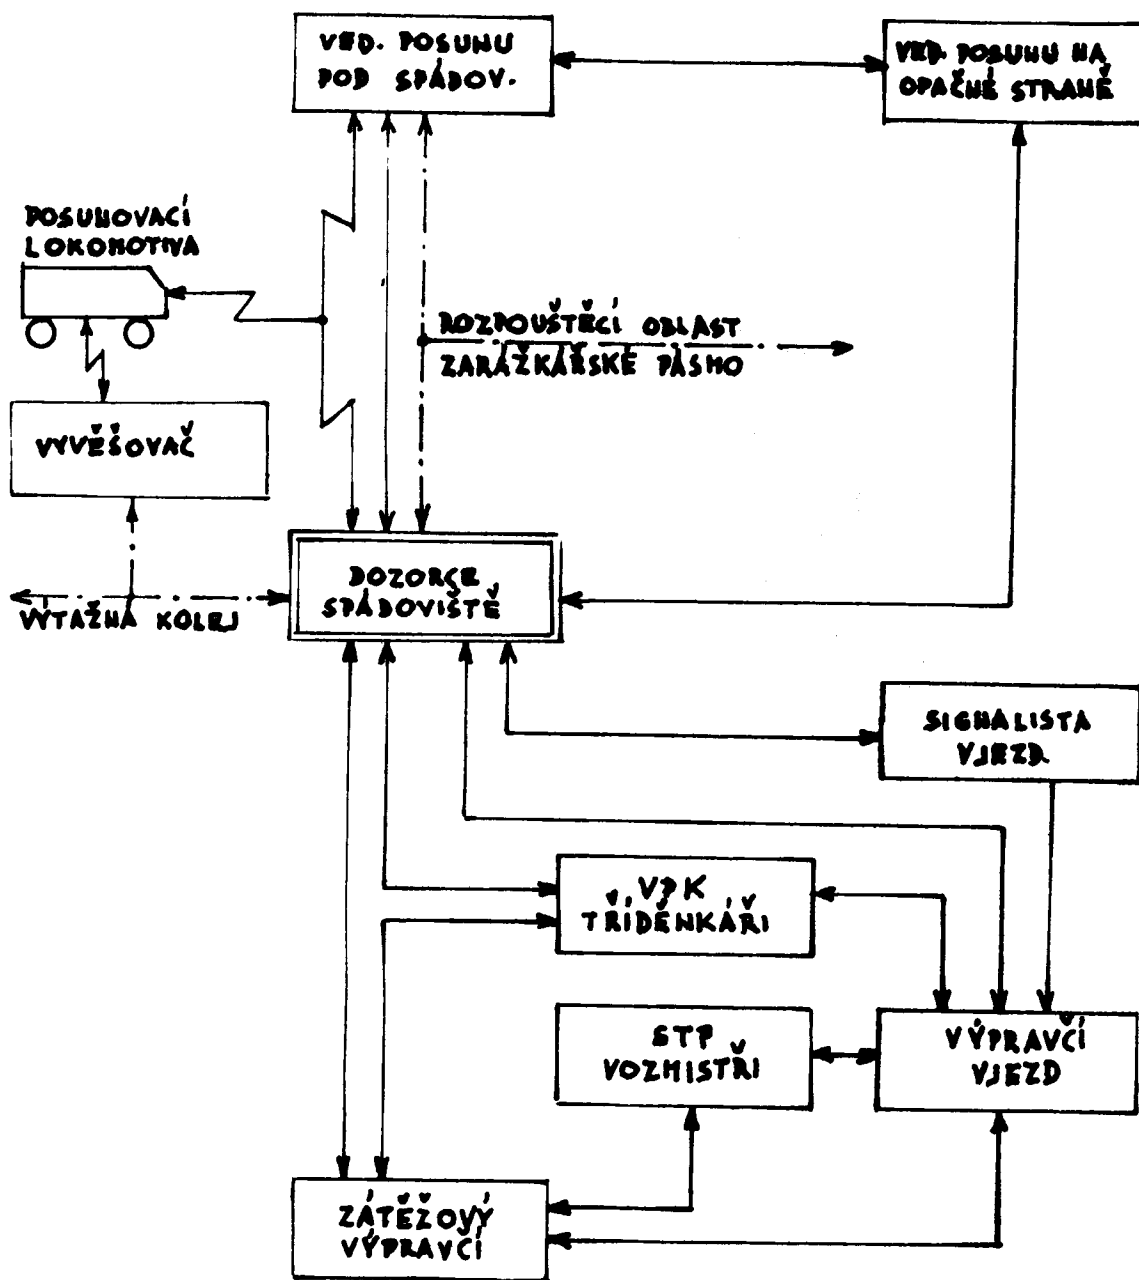 VED. POSUNU
POD SPÁDOV.
VED. POSUNU NA
OPAČNÉ STRANĚ
POSUNOVACÍ
LOKOMOTIVA
ROZPOUŠTĚCÍ OBLAST
ZARÁŽKÁŘSKÉ PÁSMO
VYVĚŠOVAČ
DOZORCE
SPÁDOVIŠTĚ
VÝTAŽNÁ KOLEJ
SIGNALISTA
VJEZD.
VPK
TŘÍDĚNKÁŘI
STP
VOZMISTŘI
VÝPRAVČÍ
VJEZD
ZÁTĚŽOVÝ
VÝPRAVČÍ